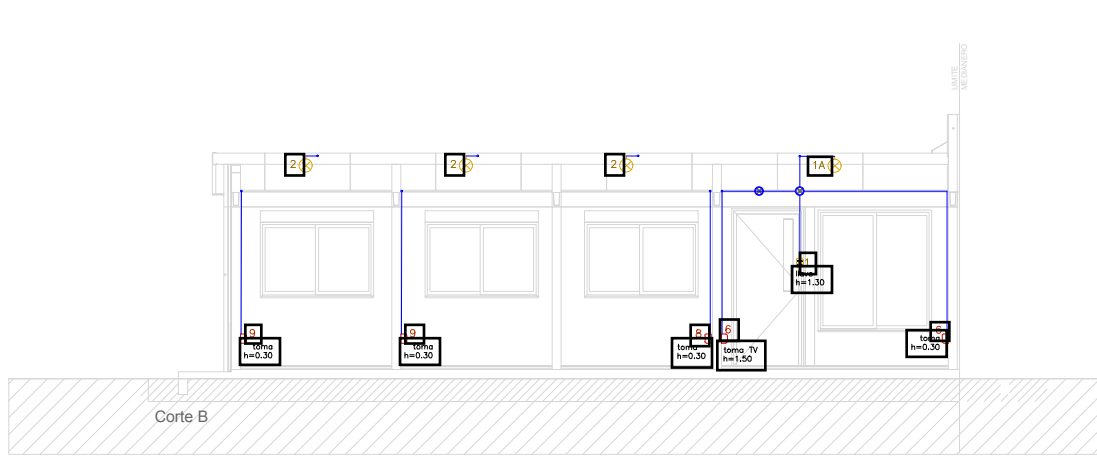 LIMITE
MEDIANERO
2
2
2
1A
1
llave
h=1.30
9
toma
h=0.30
9
toma
h=0.30
8
toma
h=0.30
6
toma TV
h=1.50
6
toma
h=0.30
Corte B